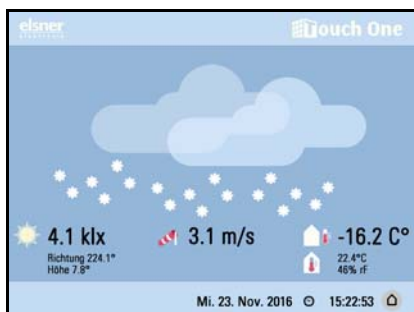 elsner
elektronik
Touch One
4.1 klx
Richtung 224.1°
Höhe 7.8°
3.1 m/s
-16.2 C°
22.4°C
46% rF
Mi. 23. Nov. 2016 15:22:53